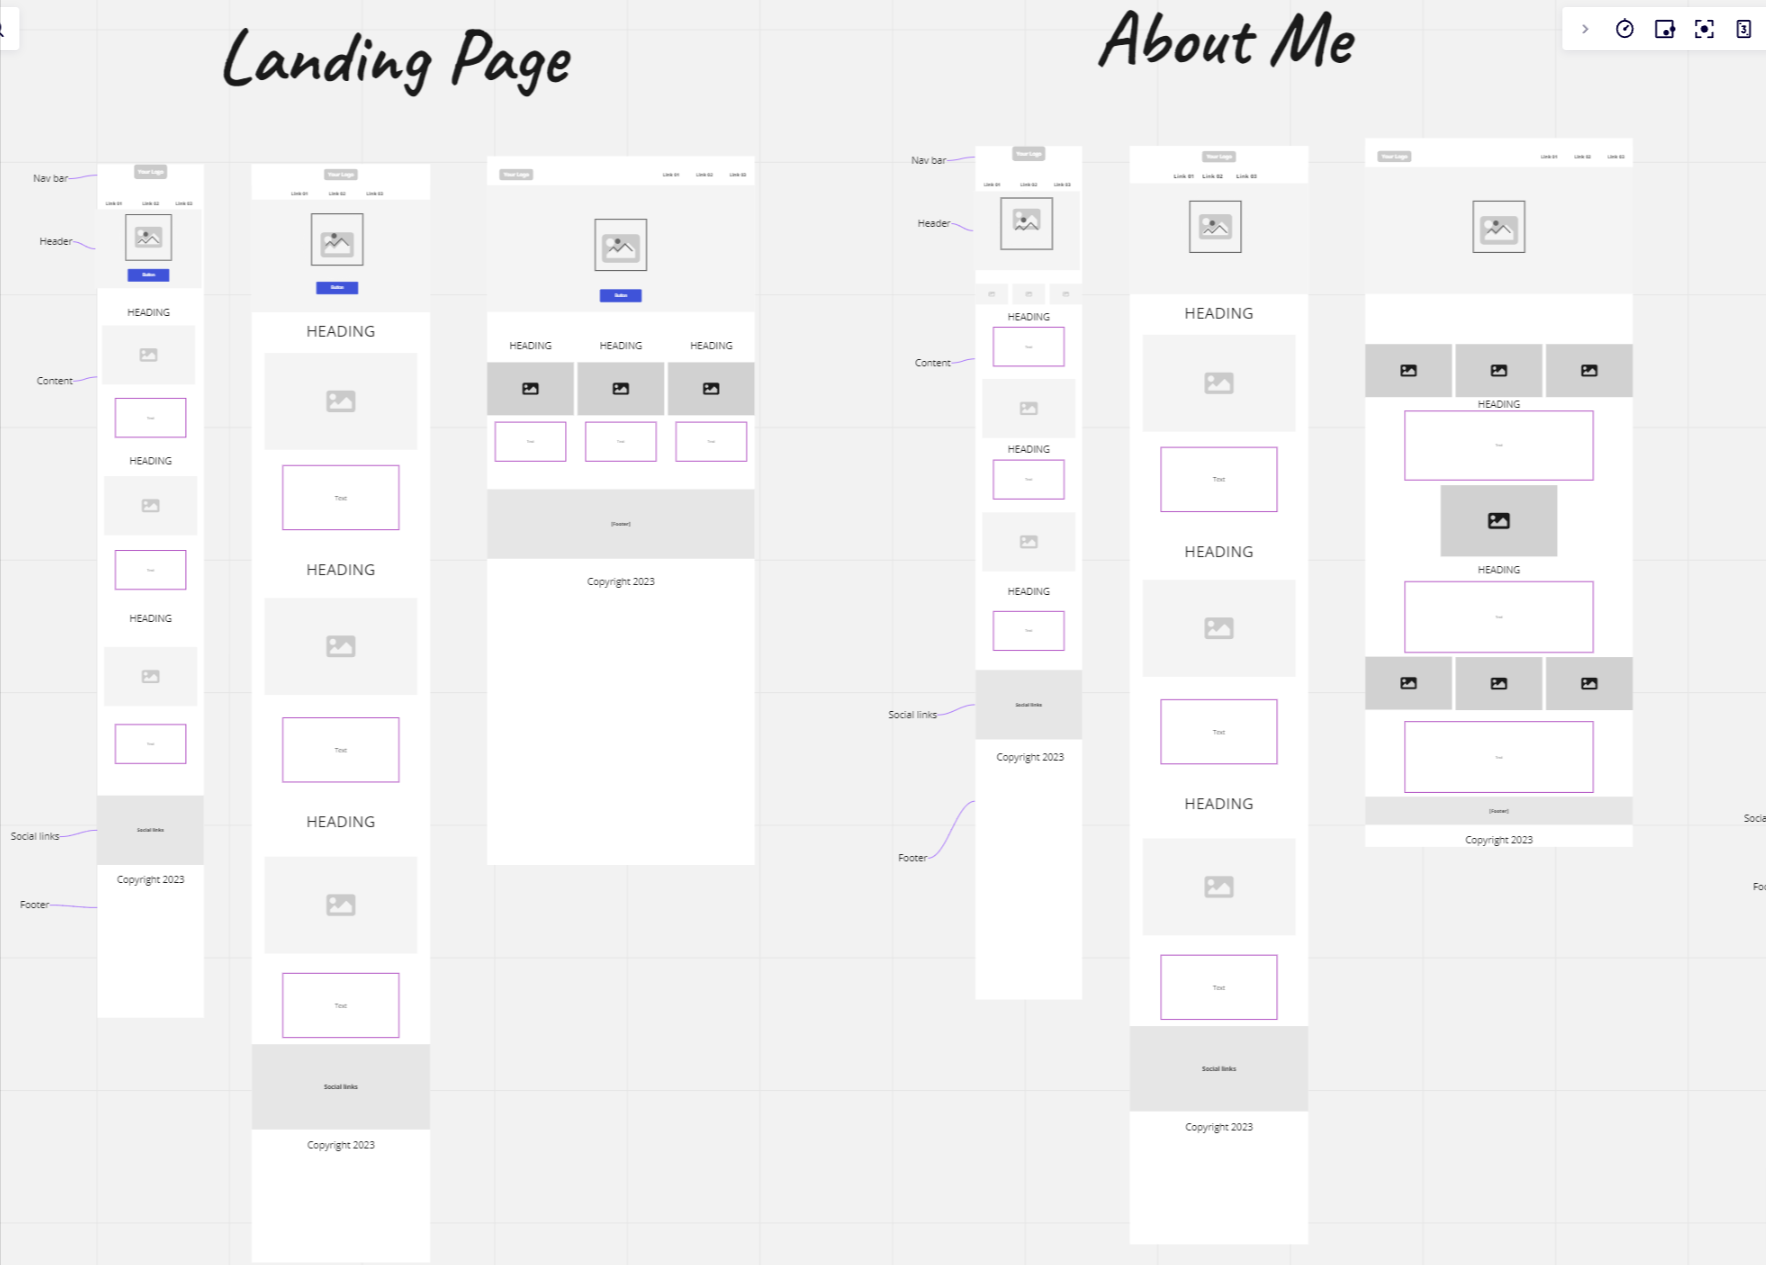 Landing Page
About Me
Nav bar
Header
Content
Social links
Footer
Your Logo
Link 01 Link 02 Link 03
Button
HEADING
Text
HEADING
Text
HEADING
Text
Social links
Copyright 2023
Your Logo
Link 01 Link 02 Link 03
Button
HEADING
Text
HEADING
Text
HEADING
Text
Social links
Copyright 2023
Your Logo
Link 01 Link 02 Link 03
Button
HEADING HEADING HEADING
Text Text Text
[Footer]
Copyright 2023
Nav bar
Header
Content
Social links
Footer
Your Logo
Link 01 Link 02 Link 03
HEADING
Text
HEADING
Text
HEADING
Text
Social links
Copyright 2023
Your Logo
Link 01 Link 02 Link 03
HEADING
Text
HEADING
Text
HEADING
Text
Social links
Copyright 2023
Your Logo
Link 01 Link 02 Link 03
HEADING
Text
HEADING
Text
Text
[Footer]
Copyright 2023
Socia
Foo
3